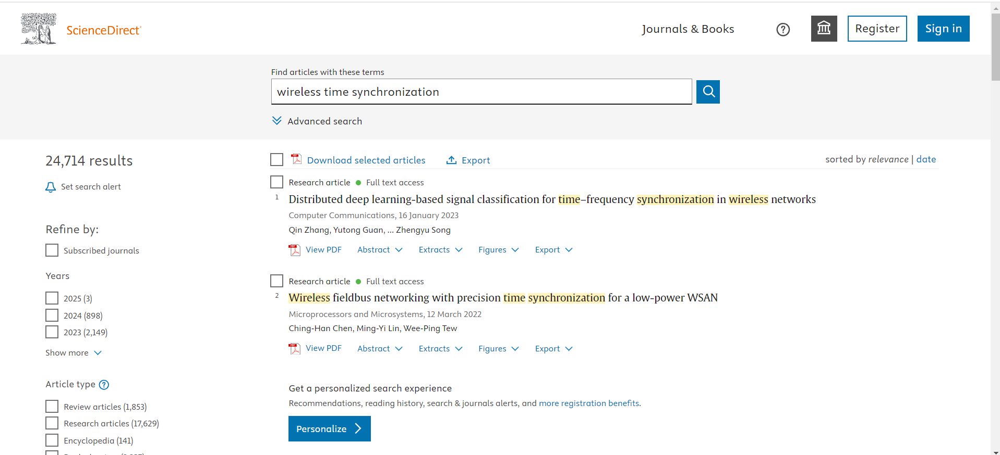 ScienceDirect
Journals & Books
Register
Sign in
Find articles with these terms
wireless time synchronization
Advanced search
24,714 results
Set search alert
Refine by:
Subscribed journals
Years
2025 (3)
2024 (898)
2023 (2,149)
Show more
Article type
Review articles (1,853)
Research articles (17,629)
Encyclopedia (141)
Download selected articles
Export
sorted by relevance | date
Research article Full text access
1 Distributed deep learning-based signal classification for time–frequency synchronization in wireless networks
Computer Communications, 16 January 2023
Qin Zhang, Yutong Guan, ... Zhengyu Song
View PDF Abstract Extracts Figures Export
Research article Full text access
2 Wireless fieldbus networking with precision time synchronization for a low-power WSAN
Microprocessors and Microsystems, 12 March 2022
Ching-Han Chen, Ming-Yi Lin, Wee-Ping Tew
View PDF Abstract Extracts Figures Export
Get a personalized search experience
Recommendations, reading history, search & journals alerts, and more registration benefits.
Personalize